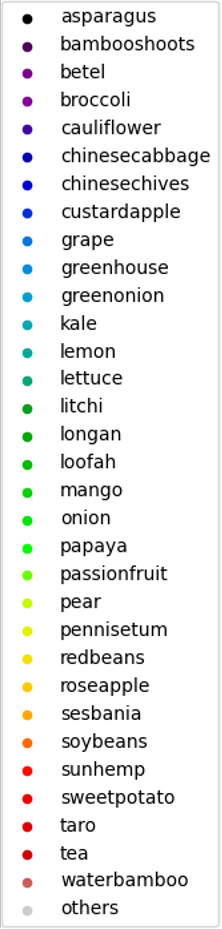 asparagus
bambooshoots
betel
broccoli
cauliflower
chinesecabbage
chinesechives
custardapple
grape
greenhouse
greenonion
kale
lemon
lettuce
litchi
longan
loofah
mango
onion
papaya
passionfruit
pear
pennisetum
redbeans
roseapple
sesbania
soybeans
sunhemp
sweetpotato
taro
tea
waterbamboo
others